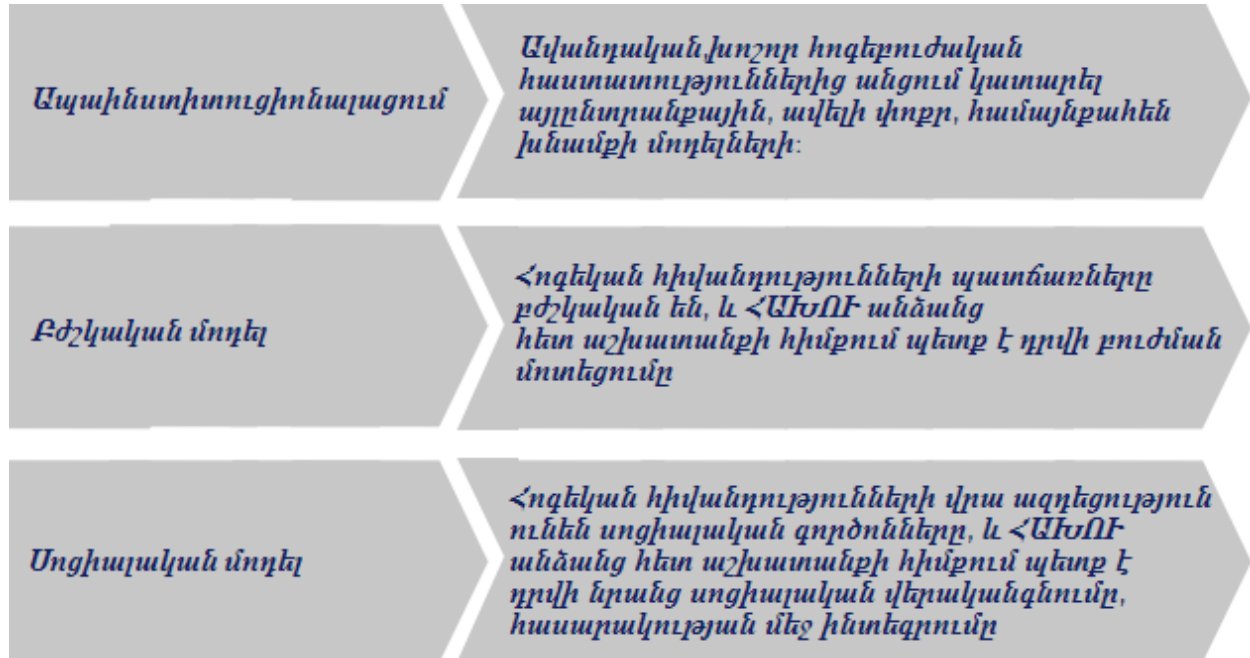 Ապաինստիտուցիոնալացում
Ավանդական,խոշոր հոգեբուժական
հաստատություններից անցում կատարել
այլընտրանքային, ավելի փոքր, համայնքահեն
խնամքի մոդելների:
Բժշկական մոդել
Հոգեկան հիվանդությունների պատճառները
բժշկական են, և ՀԱԽՈՒ անձանց
հետ աշխատանքի հիմքում պետք է դրվի բուժման
մոտեցումը
Սոցիալական մոդել
Հոգեկան հիվանդությունների վրա ազդեցություն
ունեն սոցիալական գործոնները, և ՀԱԽՈՒ
անձանց հետ աշխատանքի հիմքում պետք է
դրվի նրանց սոցիալական վերականգնումը,
հասարակության մեջ ինտեգրումը